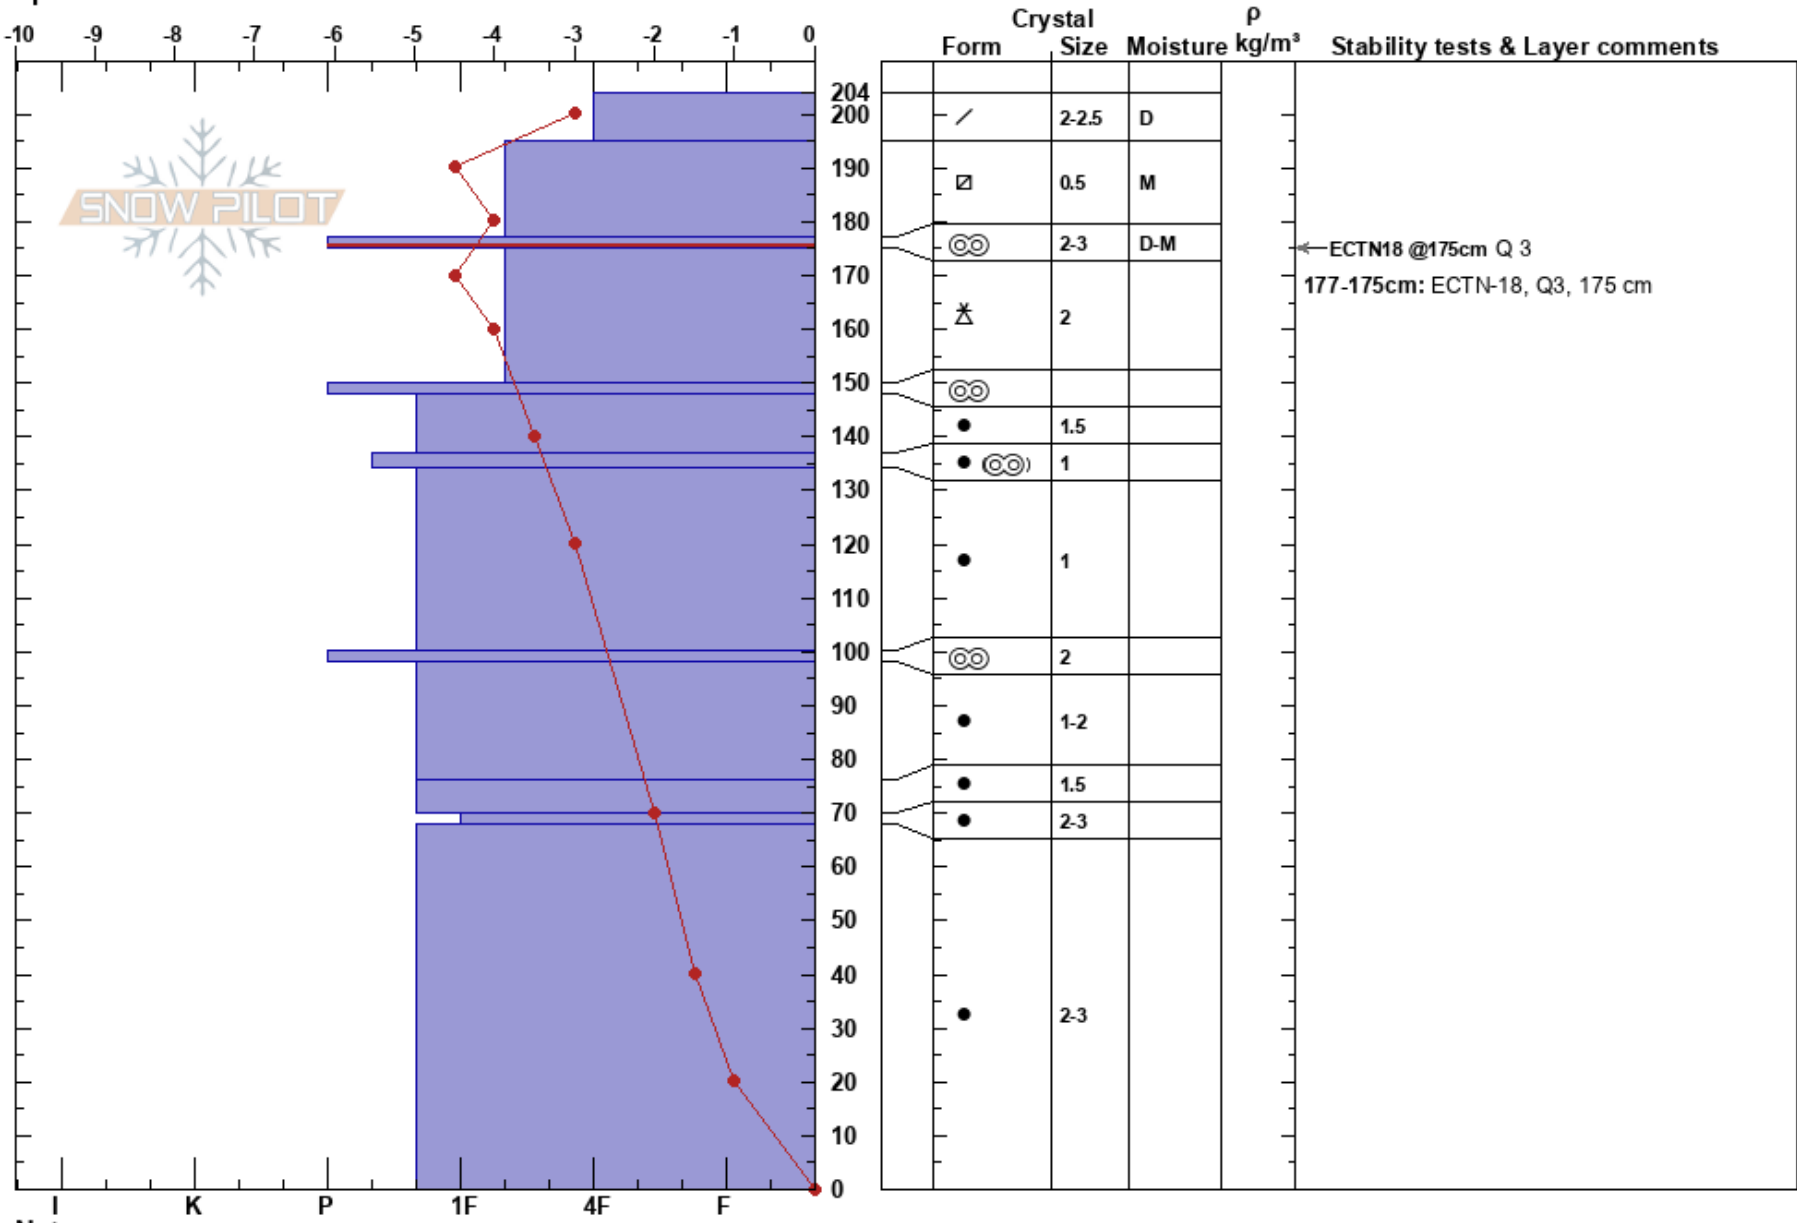 Crystal ρ
Form Size Moisture kg/m³ Stability tests & Layer comments
-10 -9 -8 -7 -6 -5 -4 -3 -2 -1 0
204
200 2-2.5 D
190
0.5 M
SNOW PILOT
180
2-3 D-M
ECTN18 @175cm Q 3
170
177-175cm: ECTN-18, Q3, 175 cm
2
160
150
140 1.5
1
130
120
1
110
100 2
90
1-2
80
1.5
70
2-3
60
50
40
2-3
30
20
10
0
I K P 1F 4F F